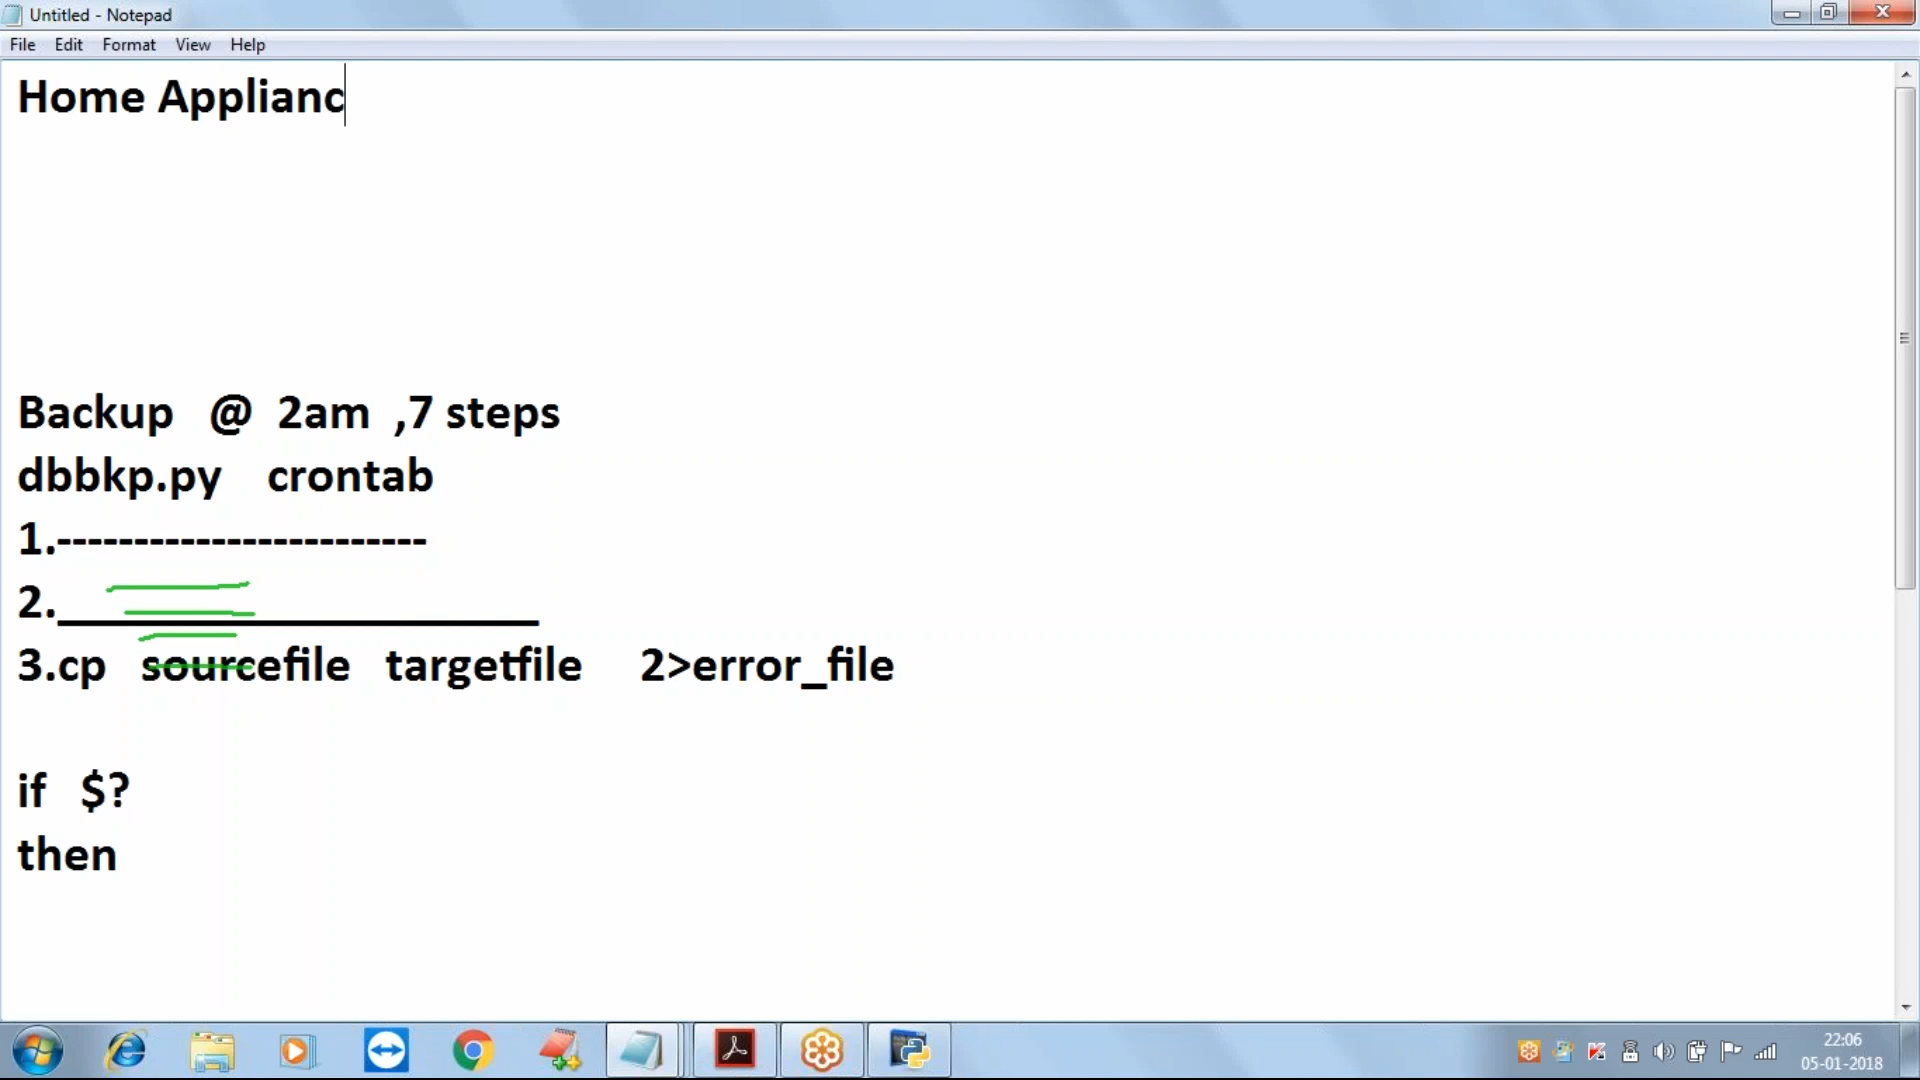 Untitled - Notepad
File Edit Format View Help
Home Applianc
Backup @ 2am ,7 steps
dbbkp.py crontab
1.------------------------
2.______________________
3.cp sourcefile targetfile 2>error_file
if $?
then
22:06
05-01-2018